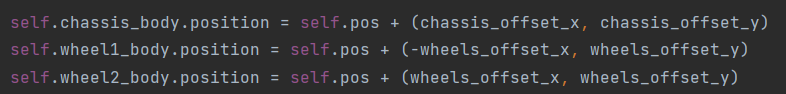 self.chassis_body.position = self.pos + (chassis_offset_x, chassis_offset_y)
self.wheel1_body.position = self.pos + (-wheels_offset_x, wheels_offset_y)
self.wheel2_body.position = self.pos + (wheels_offset_x, wheels_offset_y)